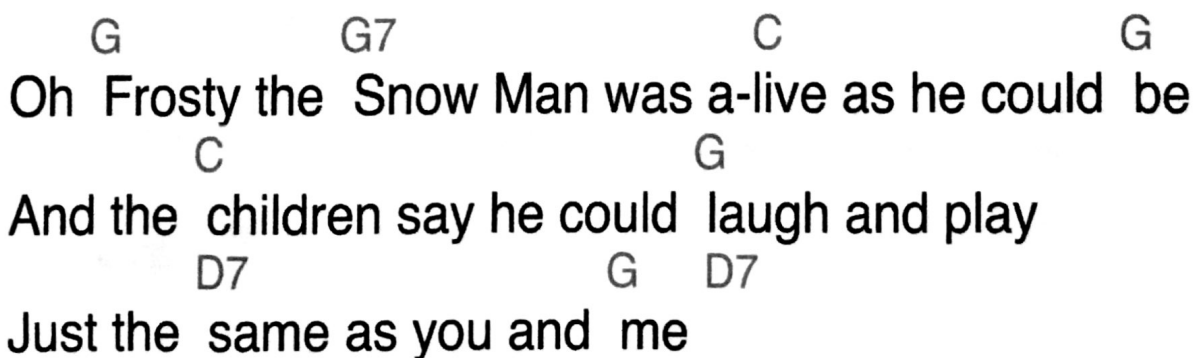 G G7 C G
Oh Frosty the Snow Man was a-live as he could be
C G
And the children say he could laugh and play
D7 G D7
Just the same as you and me